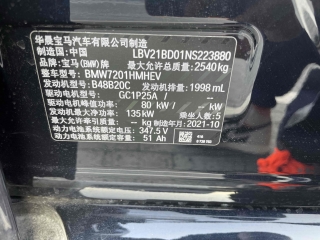 华晨宝马汽车有限公司制造
制造国：中国 LBV21BD01NS223880
品牌：宝马(BMW)牌 最大允许总质量：2540 kg
整车型号：BMW7201HMHEV
发动机型号：B48B20C 发动机排量：1998 mL
驱动电机型号：GC1P25A
驱动电机峰值功率：80 kW/-- kg
发动机最大净功率：135kW 乘坐人数：5
最大允许牵引质量：-- kg 制造年月：2021-10
动力电池系统额定电压：347.5 V
动力电池系统额定容量：51 Ah